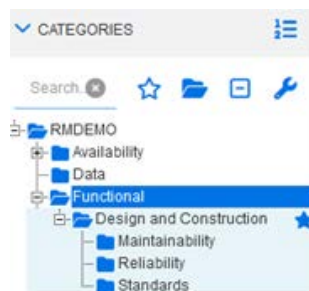 CATEGORIES
Search.
RMDEMO
Availability
Data
Functional
Design and Construction
Maintainability
Reliability
Standards